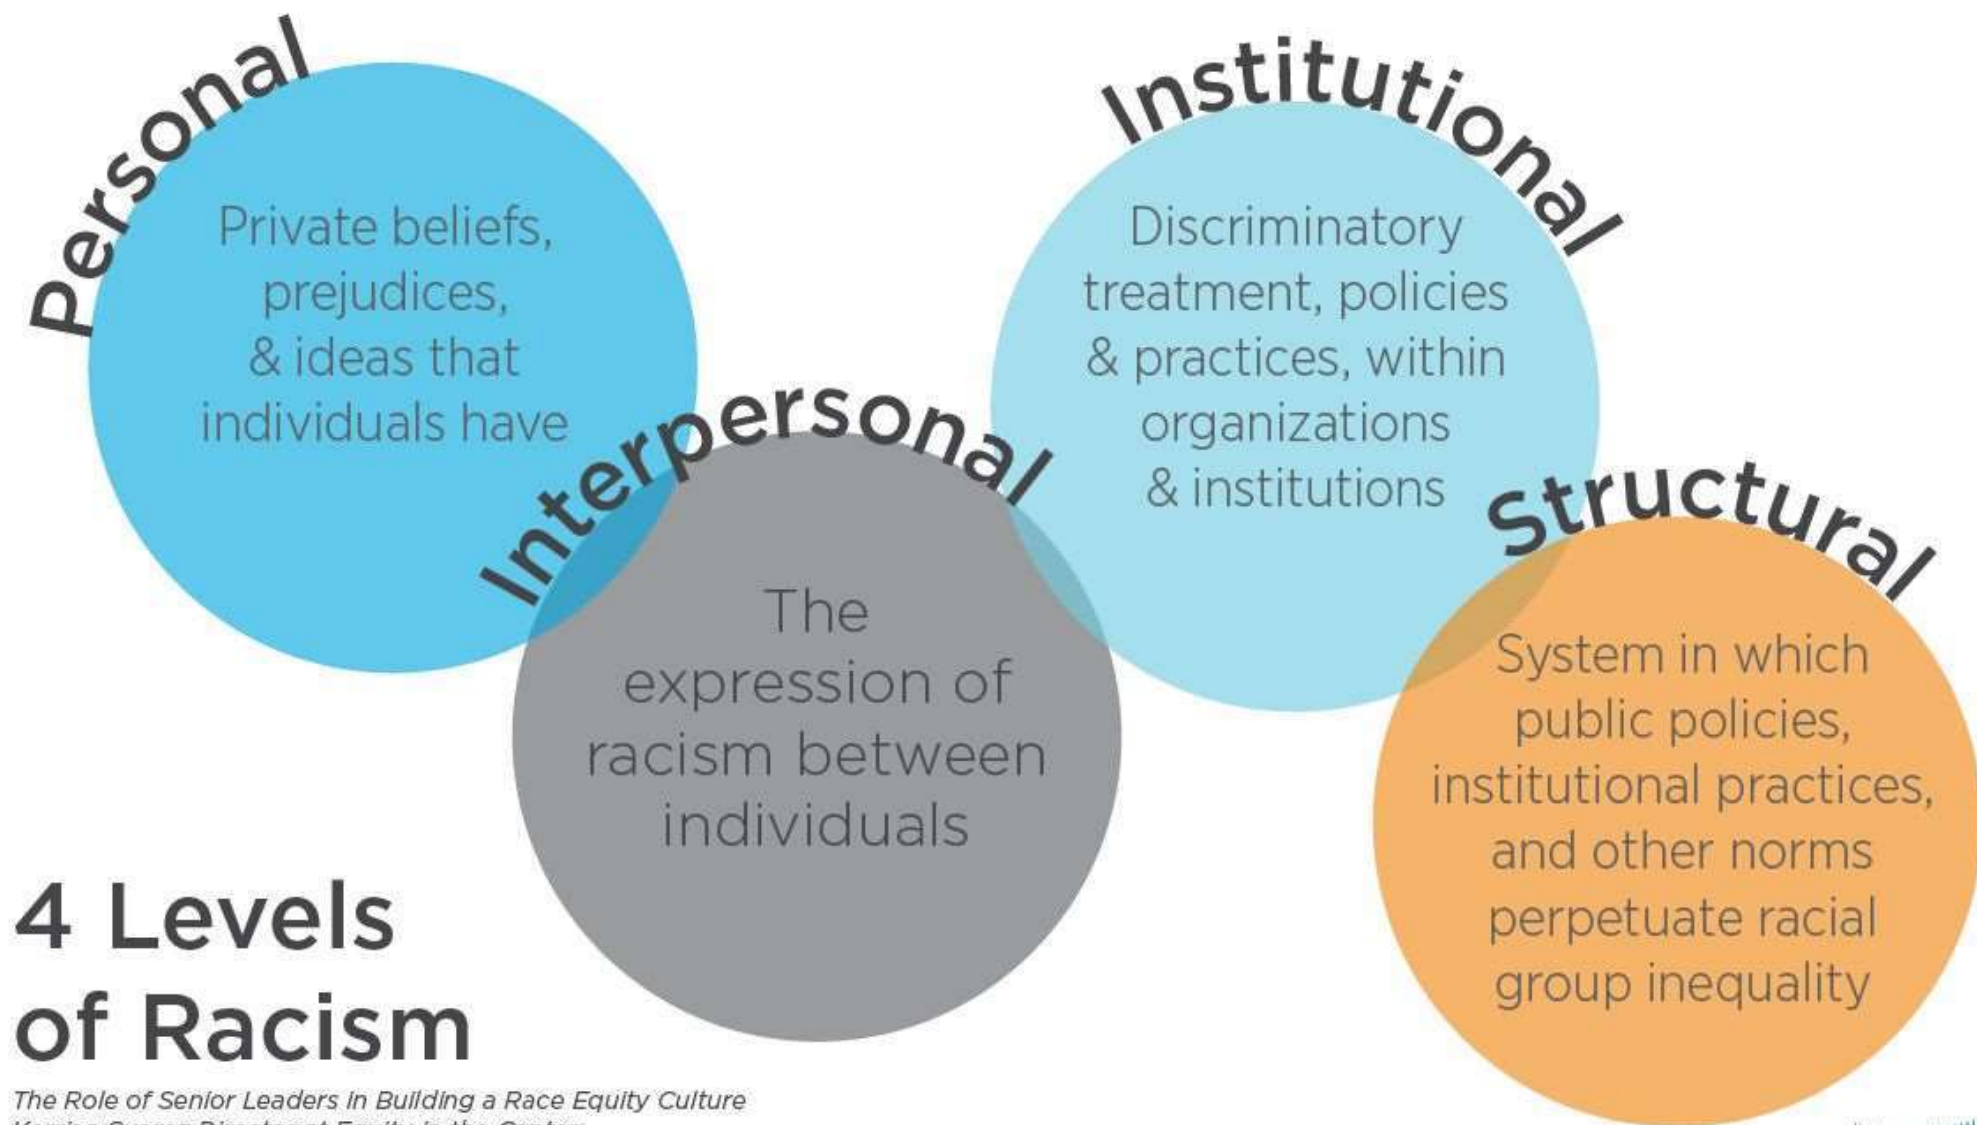 Personal
Private beliefs,
prejudices,
& ideas that
individuals have
Interpersonal
The
expression of
racism between
individuals
Institutional
Discriminatory
treatment, policies
& practices, within
organizations
& institutions
Structural
System in which
public policies,
institutional practices,
and other norms
perpetuate racial
group inequality
4 Levels
of Racism
The Role of Senior Leaders in Building a Race Equity Culture